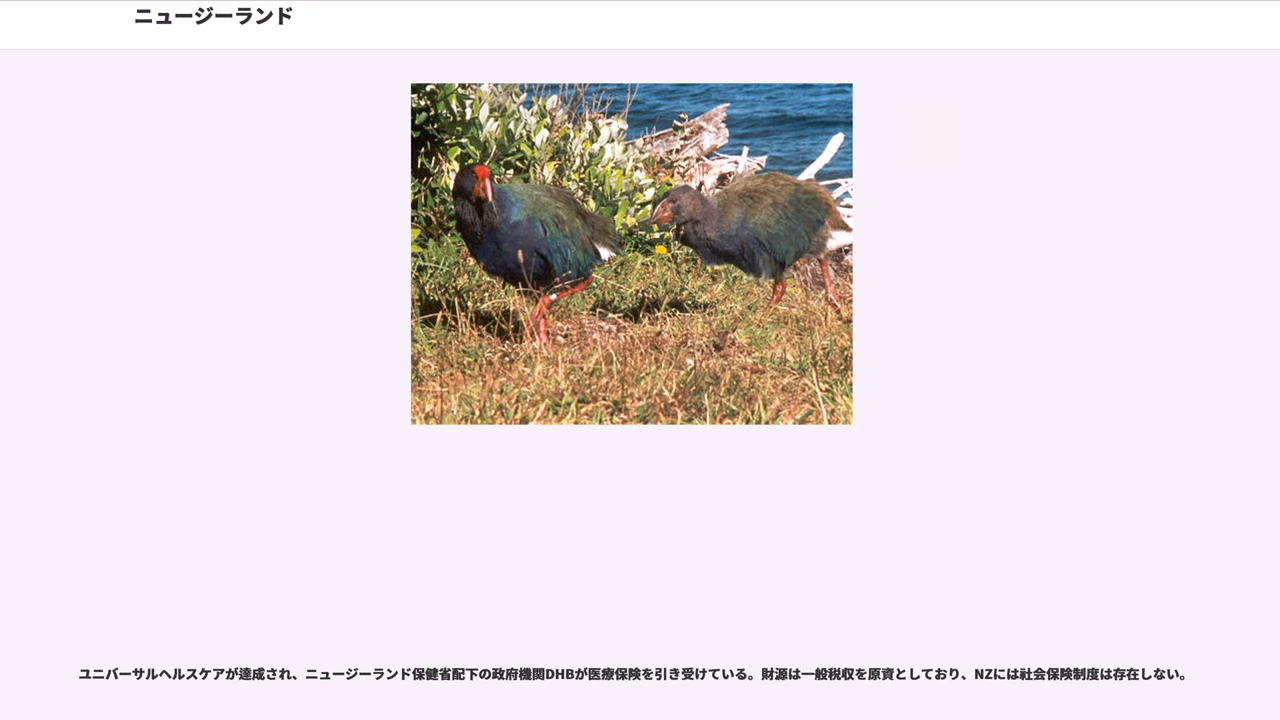 ニュージーランド
ユニバーサルヘルスケアが達成され、ニュージーランド保健省配下の政府機関DHBが医療保険を引き受けている。財源は一般税収を原資としており、NZには社会保険制度は存在しない。